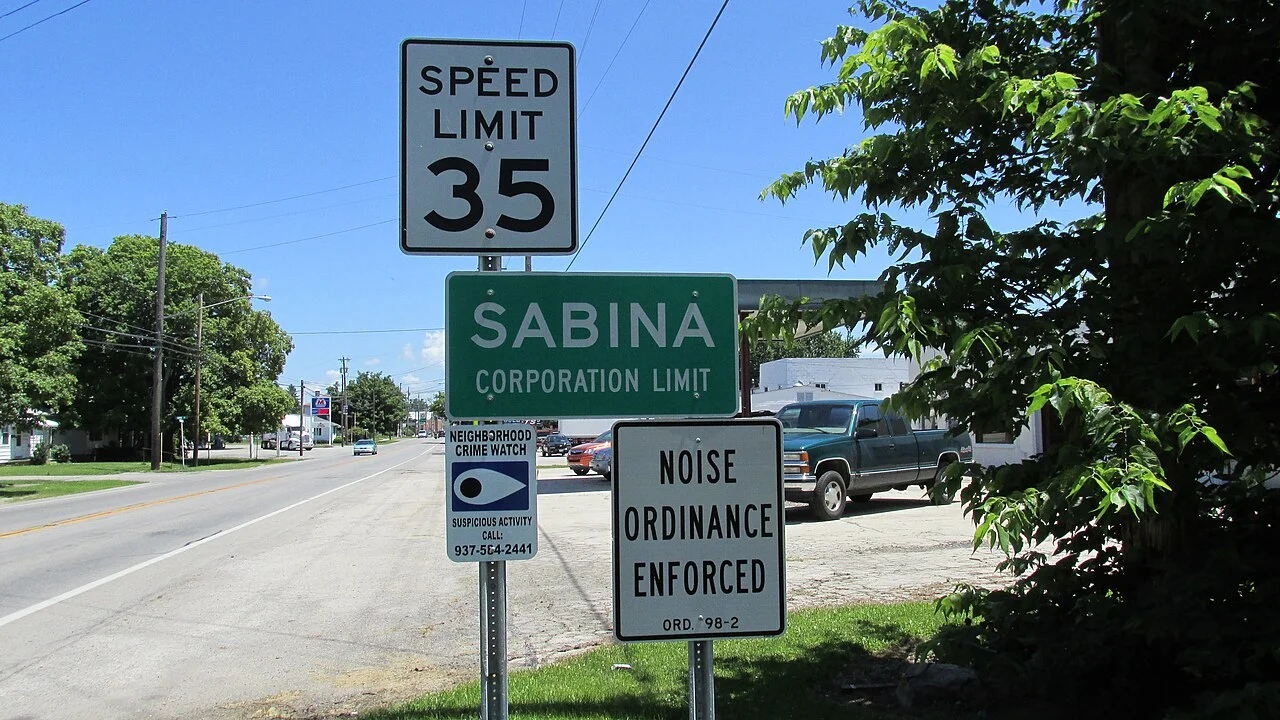 SPEED
LIMIT
35
SABINA
CORPORATION LIMIT
NEIGHBORHOOD
CRIME WATCH
SUSPICIOUS ACTIVITY
CALL:
937-584-2441
NOISE
ORDINANCE
ENFORCED
ORD. 98-2